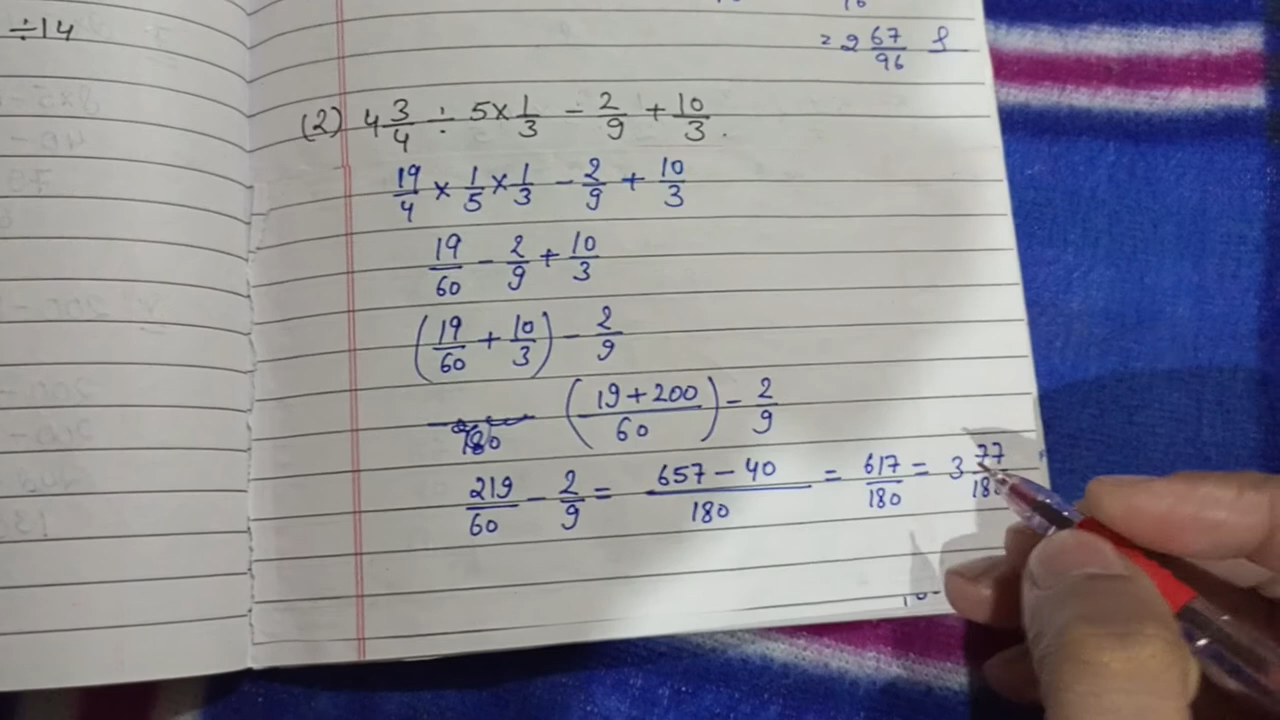 ÷14
= 2 67/96
(2) 4 3/4 ÷ 5 × 1/3 - 2/9 + 10/3.
19/4 × 1/5 × 1/3 - 2/9 + 10/3
19/60 - 2/9 + 10/3
(19/60 + 10/3) - 2/9
180 ((19+200)/60) - 2/9
219/60 - 2/9 = (657-40)/180 = 617/180 = 3 77/180